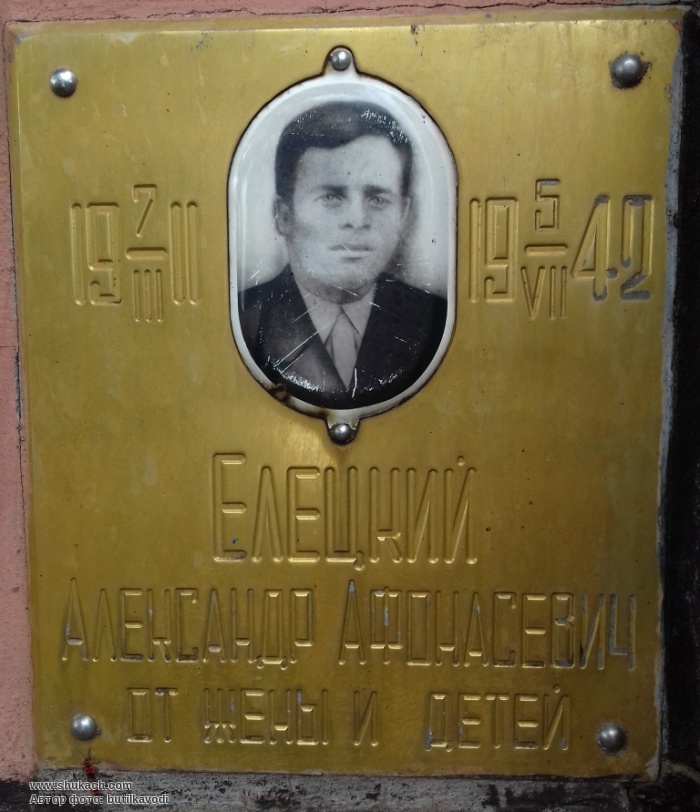 19 7/III 11
19 5/VII 42
Елецкий
Александр Афонасевич
от жены и детей
www.shukach.com
Автор фото: butilkavodi